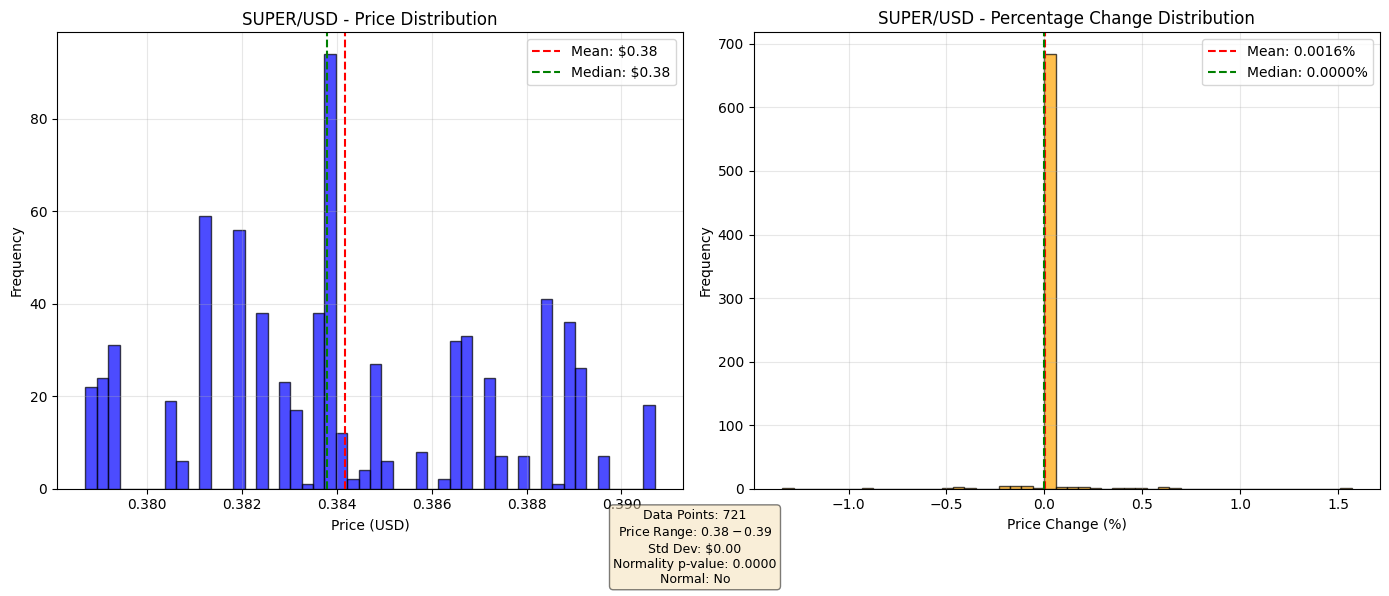 SUPER/USD - Price Distribution
Mean: $0.38
Median: $0.38
Frequency
80
60
40
20
0
0.380
0.382
0.384
0.386
0.388
0.390
Price (USD)
SUPER/USD - Percentage Change Distribution
Mean: 0.0016%
Median: 0.0000%
Frequency
700
600
500
400
300
200
100
0
−1.0
−0.5
0.0
0.5
1.0
1.5
Price Change (%)
Data Points: 721
Price Range: 0.38 − 0.39
Std Dev: $0.00
Normality p-value: 0.0000
Normal: No